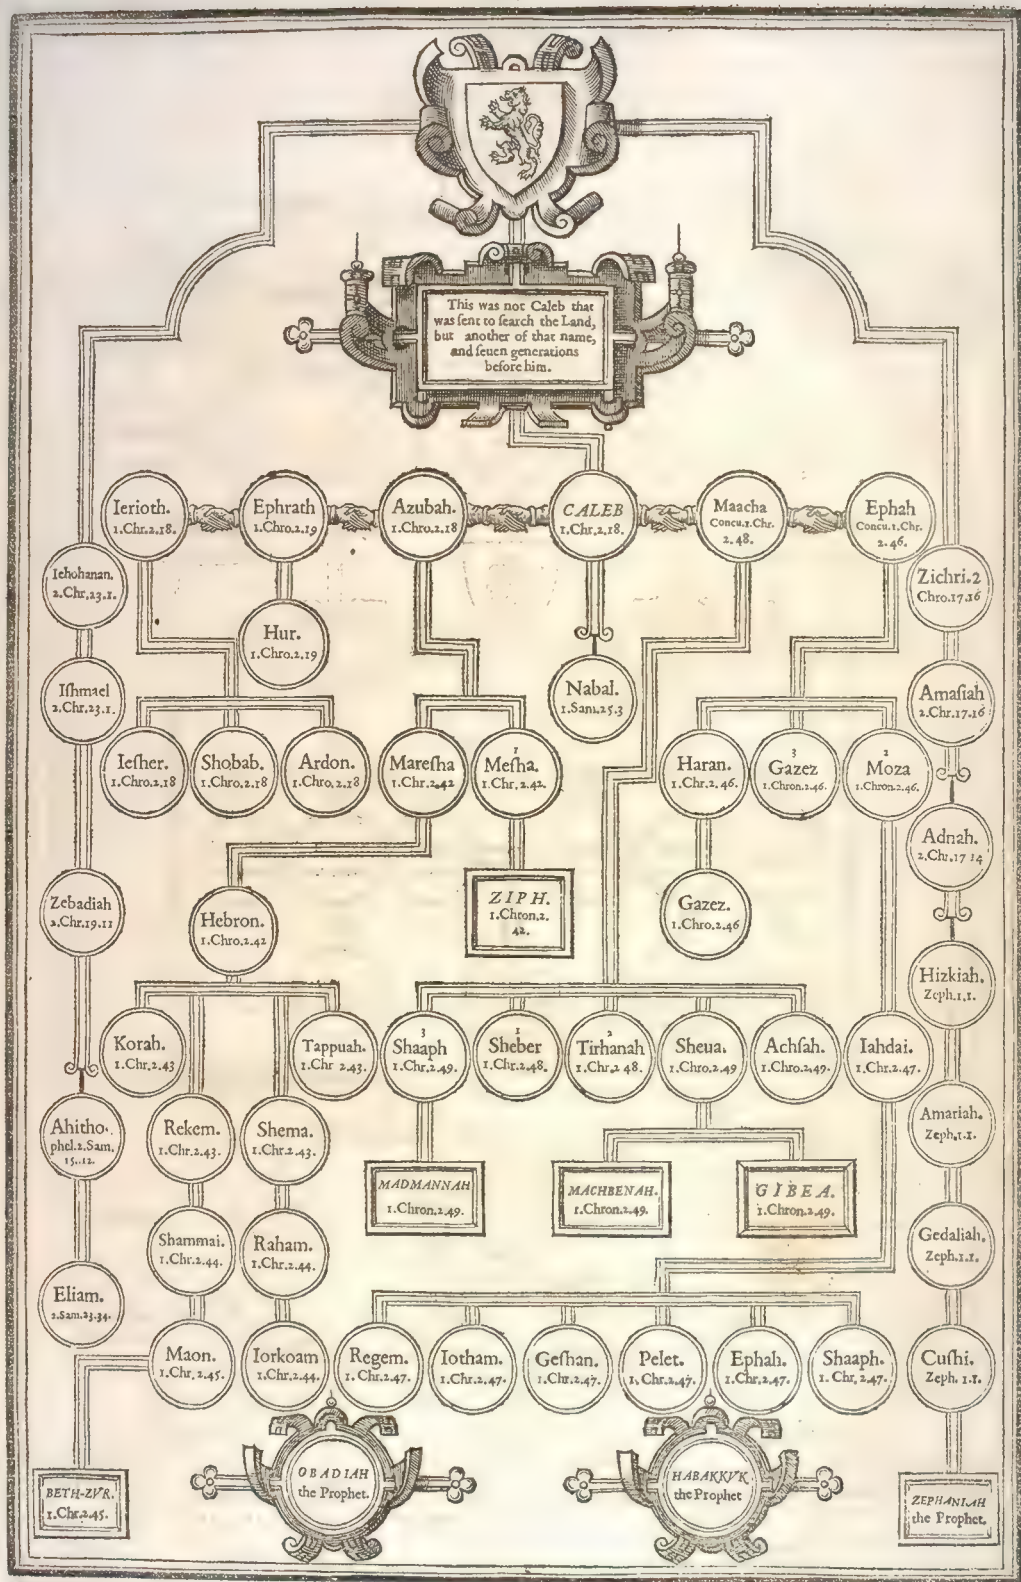 This was not Caleb that
was ſent to ſearch the Land,
but another of that name,
and ſeuen generations
before him.
Ierioth.
1.Chr.2.18.
Ephrath
1.Chro.2.19
Azubah.
1.Chro.2.18
CALEB
1.Chr.2.18.
Maacha
Concu.1.Chr.
2.48.
Ephah
Concu.1.Chr.
2.46.
Iehohanan.
2.Chr.23.1.
Zichri.2
Chro.17.16
Hur.
1.Chro.2.19
Iſhmael
2.Chr.23.1.
Nabal.
1.Sam.25.3
Amaſiah
2.Chr.17.16
Ieſher.
1.Chro.2.18
Shobab.
1.Chro.2.18
Ardon.
1.Chro.2.18
Mareſha
1.Chr.2.42
1
Meſha.
1.Chr.2.42.
Haran.
1.Chr.2.46.
3
Gazez
1.Chron.2.46.
2
Moza
1.Chron.2.46.
Adnah.
2.Chr.17 14
Zebadiah
2.Chr.19.11
Hebron.
1.Chro.2.42
ZIPH.
1.Chron.2.
42.
Gazez.
1.Chro.2.46
Hizkiah.
Zeph.1.1.
Korah.
1.Chr.2.43
Tappuah.
1.Chr 2.43.
3
Shaaph
1.Chr.2.49.
1
Sheber
1.Chr.2.48.
2
Tirhanah
1.Chr.2 48.
Sheua.
1.Chro.2.49
Achſah.
1.Chro.2.49.
Iahdai.
1.Chr.2.47.
Ahitho-
phel.2.Sam.
15.12.
Rekem.
1.Chr.2.43.
Shema.
1.Chr.2.43.
Amariah.
Zeph.1.1.
MADMANNAH
1.Chron.2.49.
MACHBENAH.
1.Chron.2.49.
GIBEA.
1.Chron.2.49.
Shammai.
1.Chr.2.44.
Raham.
1.Chr.2.44.
Gedaliah.
Zeph.1.1.
Eliam.
2.Sam.23.34.
Maon.
1.Chr.2.45.
Iorkoam
1.Chr.2.44.
Regem.
1.Chr.2.47.
Iotham.
1.Chr.2.47.
Geſhan.
1.Chr.2.47.
Pelet.
1.Chr.2.47.
Ephah.
1.Chr.2.47.
Shaaph.
1.Chr.2.47.
Cuſhi.
Zeph. 1.1.
BETH-ZVR.
1.Chr.2.45.
OBADIAH
the Prophet.
HABAKKVK
the Prophet
ZEPHANIAH
the Prophet.